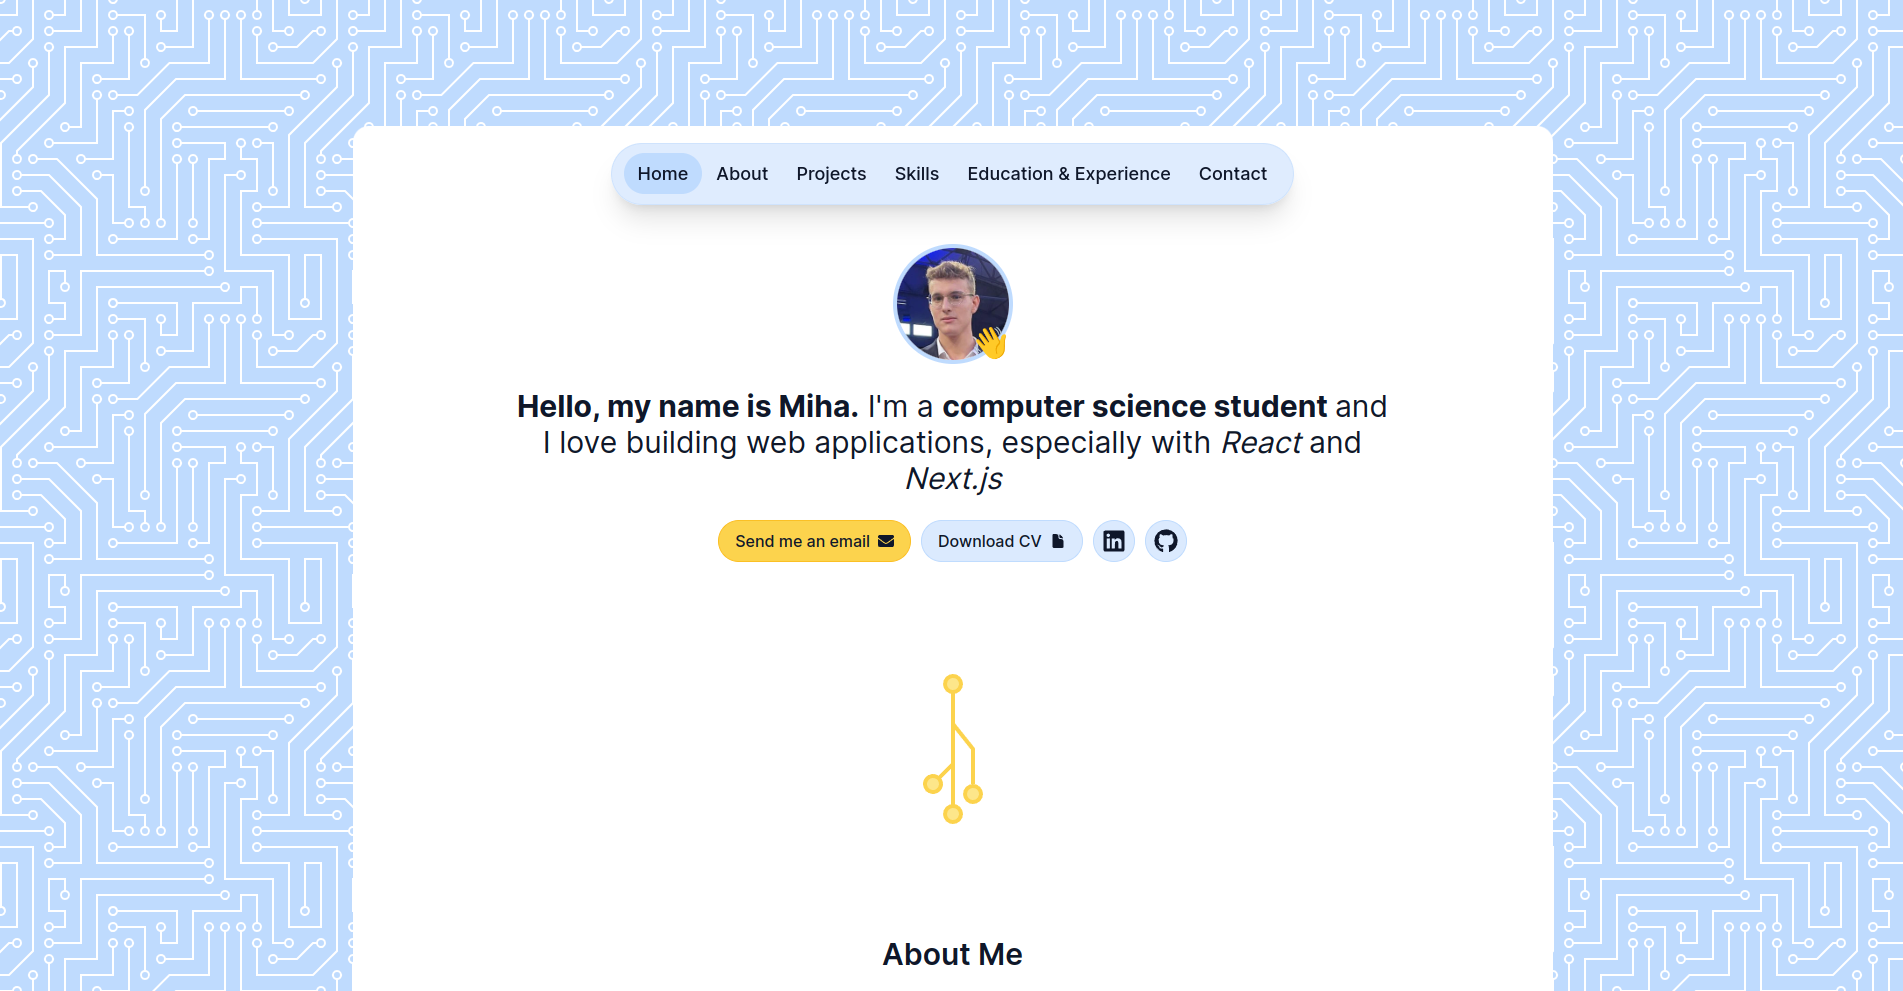 Home About Projects Skills Education & Experience Contact
Hello, my name is Miha. I'm a computer science student and
I love building web applications, especially with React and
Next.js
Send me an email Download CV in
About Me